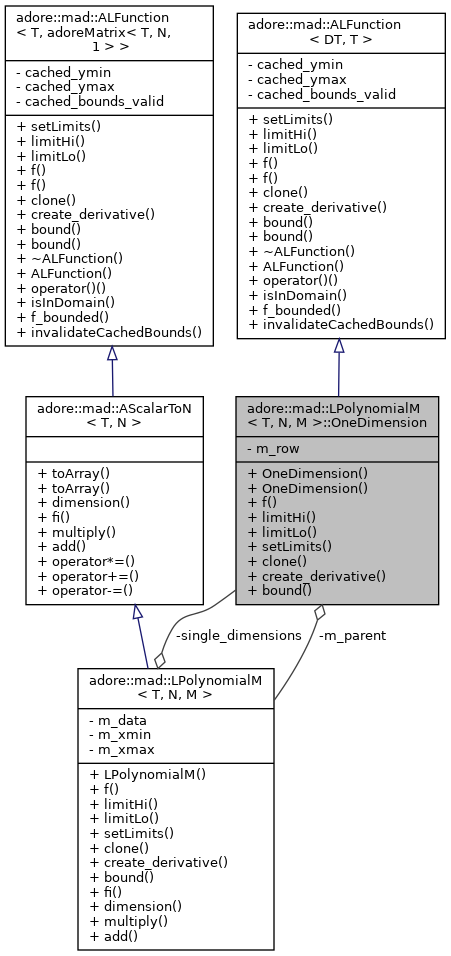 adore::mad::ALFunction
< T, adoreMatrix< T, N,
1 > >
- cached_ymin
- cached_ymax
- cached_bounds_valid
+ setLimits()
+ limitHi()
+ limitLo()
+ f()
+ f()
+ clone()
+ create_derivative()
+ bound()
+ bound()
+ ~ALFunction()
+ ALFunction()
+ operator()()
+ isInDomain()
+ f_bounded()
+ invalidateCachedBounds()
adore::mad::ALFunction
< DT, T >
- cached_ymin
- cached_ymax
- cached_bounds_valid
+ setLimits()
+ limitHi()
+ limitLo()
+ f()
+ f()
+ clone()
+ create_derivative()
+ bound()
+ bound()
+ ~ALFunction()
+ ALFunction()
+ operator()()
+ isInDomain()
+ f_bounded()
+ invalidateCachedBounds()
adore::mad::AScalarToN
< T, N >
+ toArray()
+ toArray()
+ dimension()
+ fi()
+ multiply()
+ add()
+ operator*=()
+ operator+=()
+ operator-=()
adore::mad::LPolynomialM
< T, N, M >::OneDimension
- m_row
+ OneDimension()
+ OneDimension()
+ f()
+ limitHi()
+ limitLo()
+ setLimits()
+ clone()
+ create_derivative()
+ bound()
-single_dimensions
-m_parent
adore::mad::LPolynomialM
< T, N, M >
- m_data
- m_xmin
- m_xmax
+ LPolynomialM()
+ f()
+ limitHi()
+ limitLo()
+ setLimits()
+ clone()
+ create_derivative()
+ bound()
+ fi()
+ dimension()
+ multiply()
+ add()